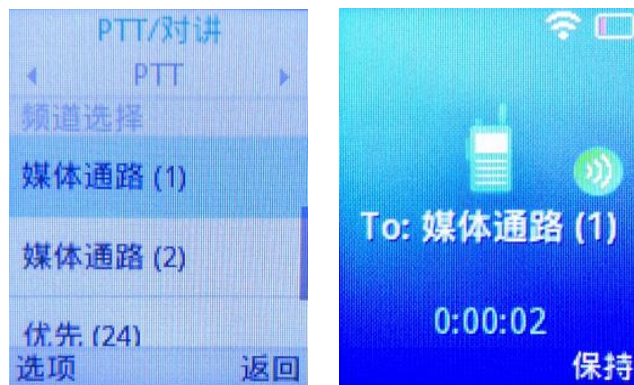 PTT/对讲
PTT
频道选择
媒体通路 (1)
媒体通路 (2)
优先 (24)
选项 返回
To: 媒体通路 (1)
0:00:02
保持